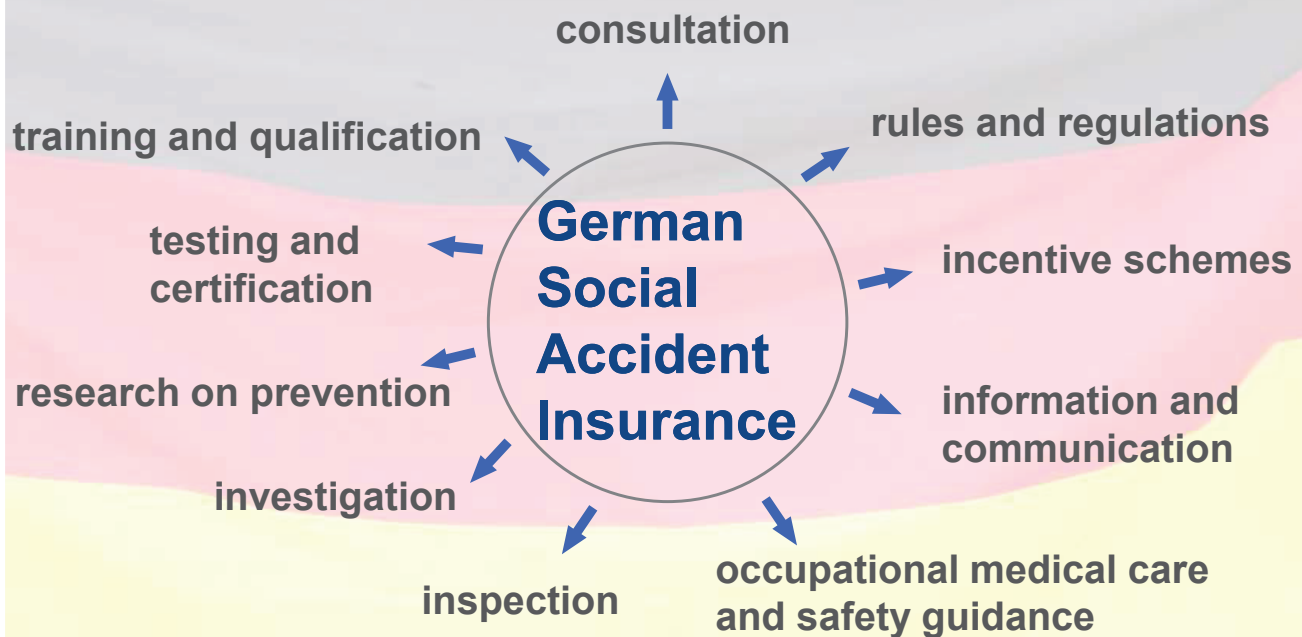 consultation
training and qualification
rules and regulations
testing and
certification
German
Social
Accident
Insurance
incentive schemes
research on prevention
information and
communication
investigation
inspection
occupational medical care
and safety guidance